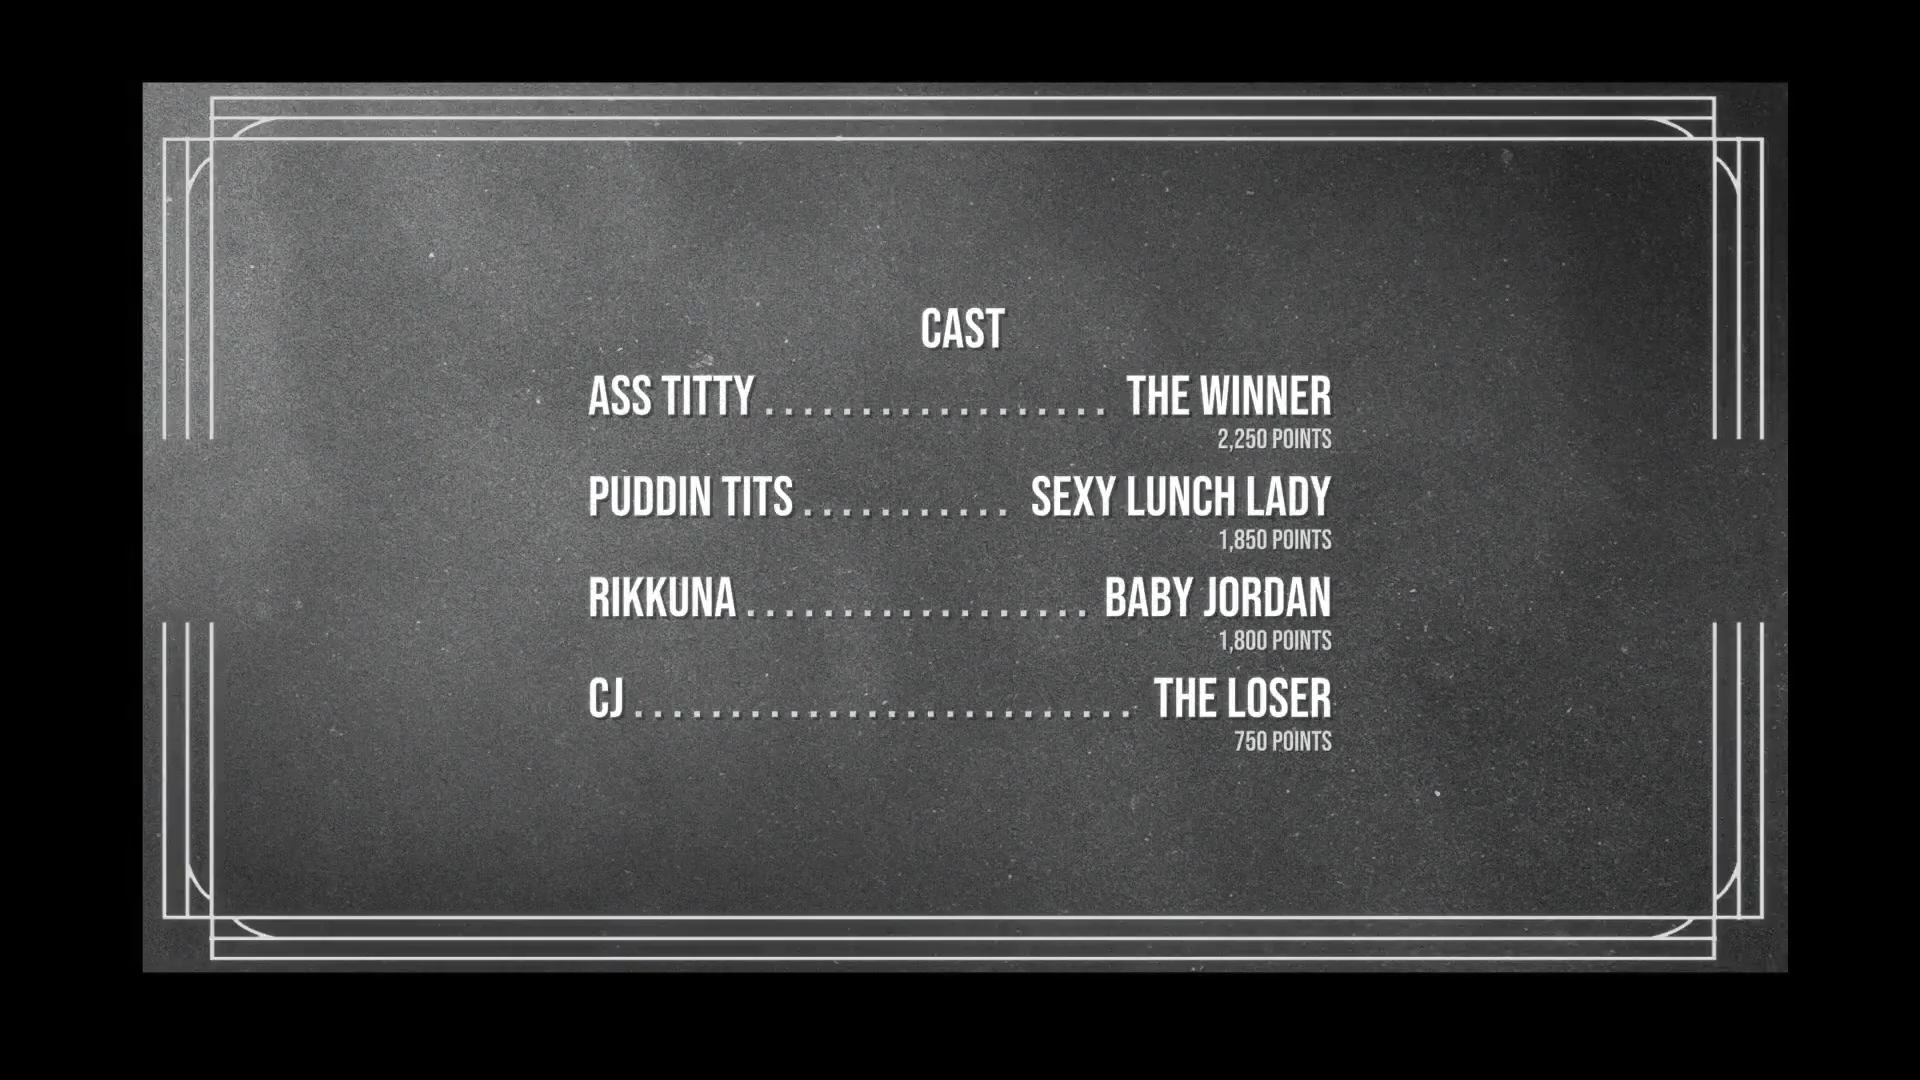 CAST
ASS TITTY . . . . . . . . . . . . . . . . . . THE WINNER
2,250 POINTS
PUDDIN TITS . . . . . . . . . . . SEXY LUNCH LADY
1,850 POINTS
RIKKUNA . . . . . . . . . . . . . . . . . . BABY JORDAN
1,800 POINTS
CJ . . . . . . . . . . . . . . . . . . . . . . . . . . THE LOSER
750 POINTS